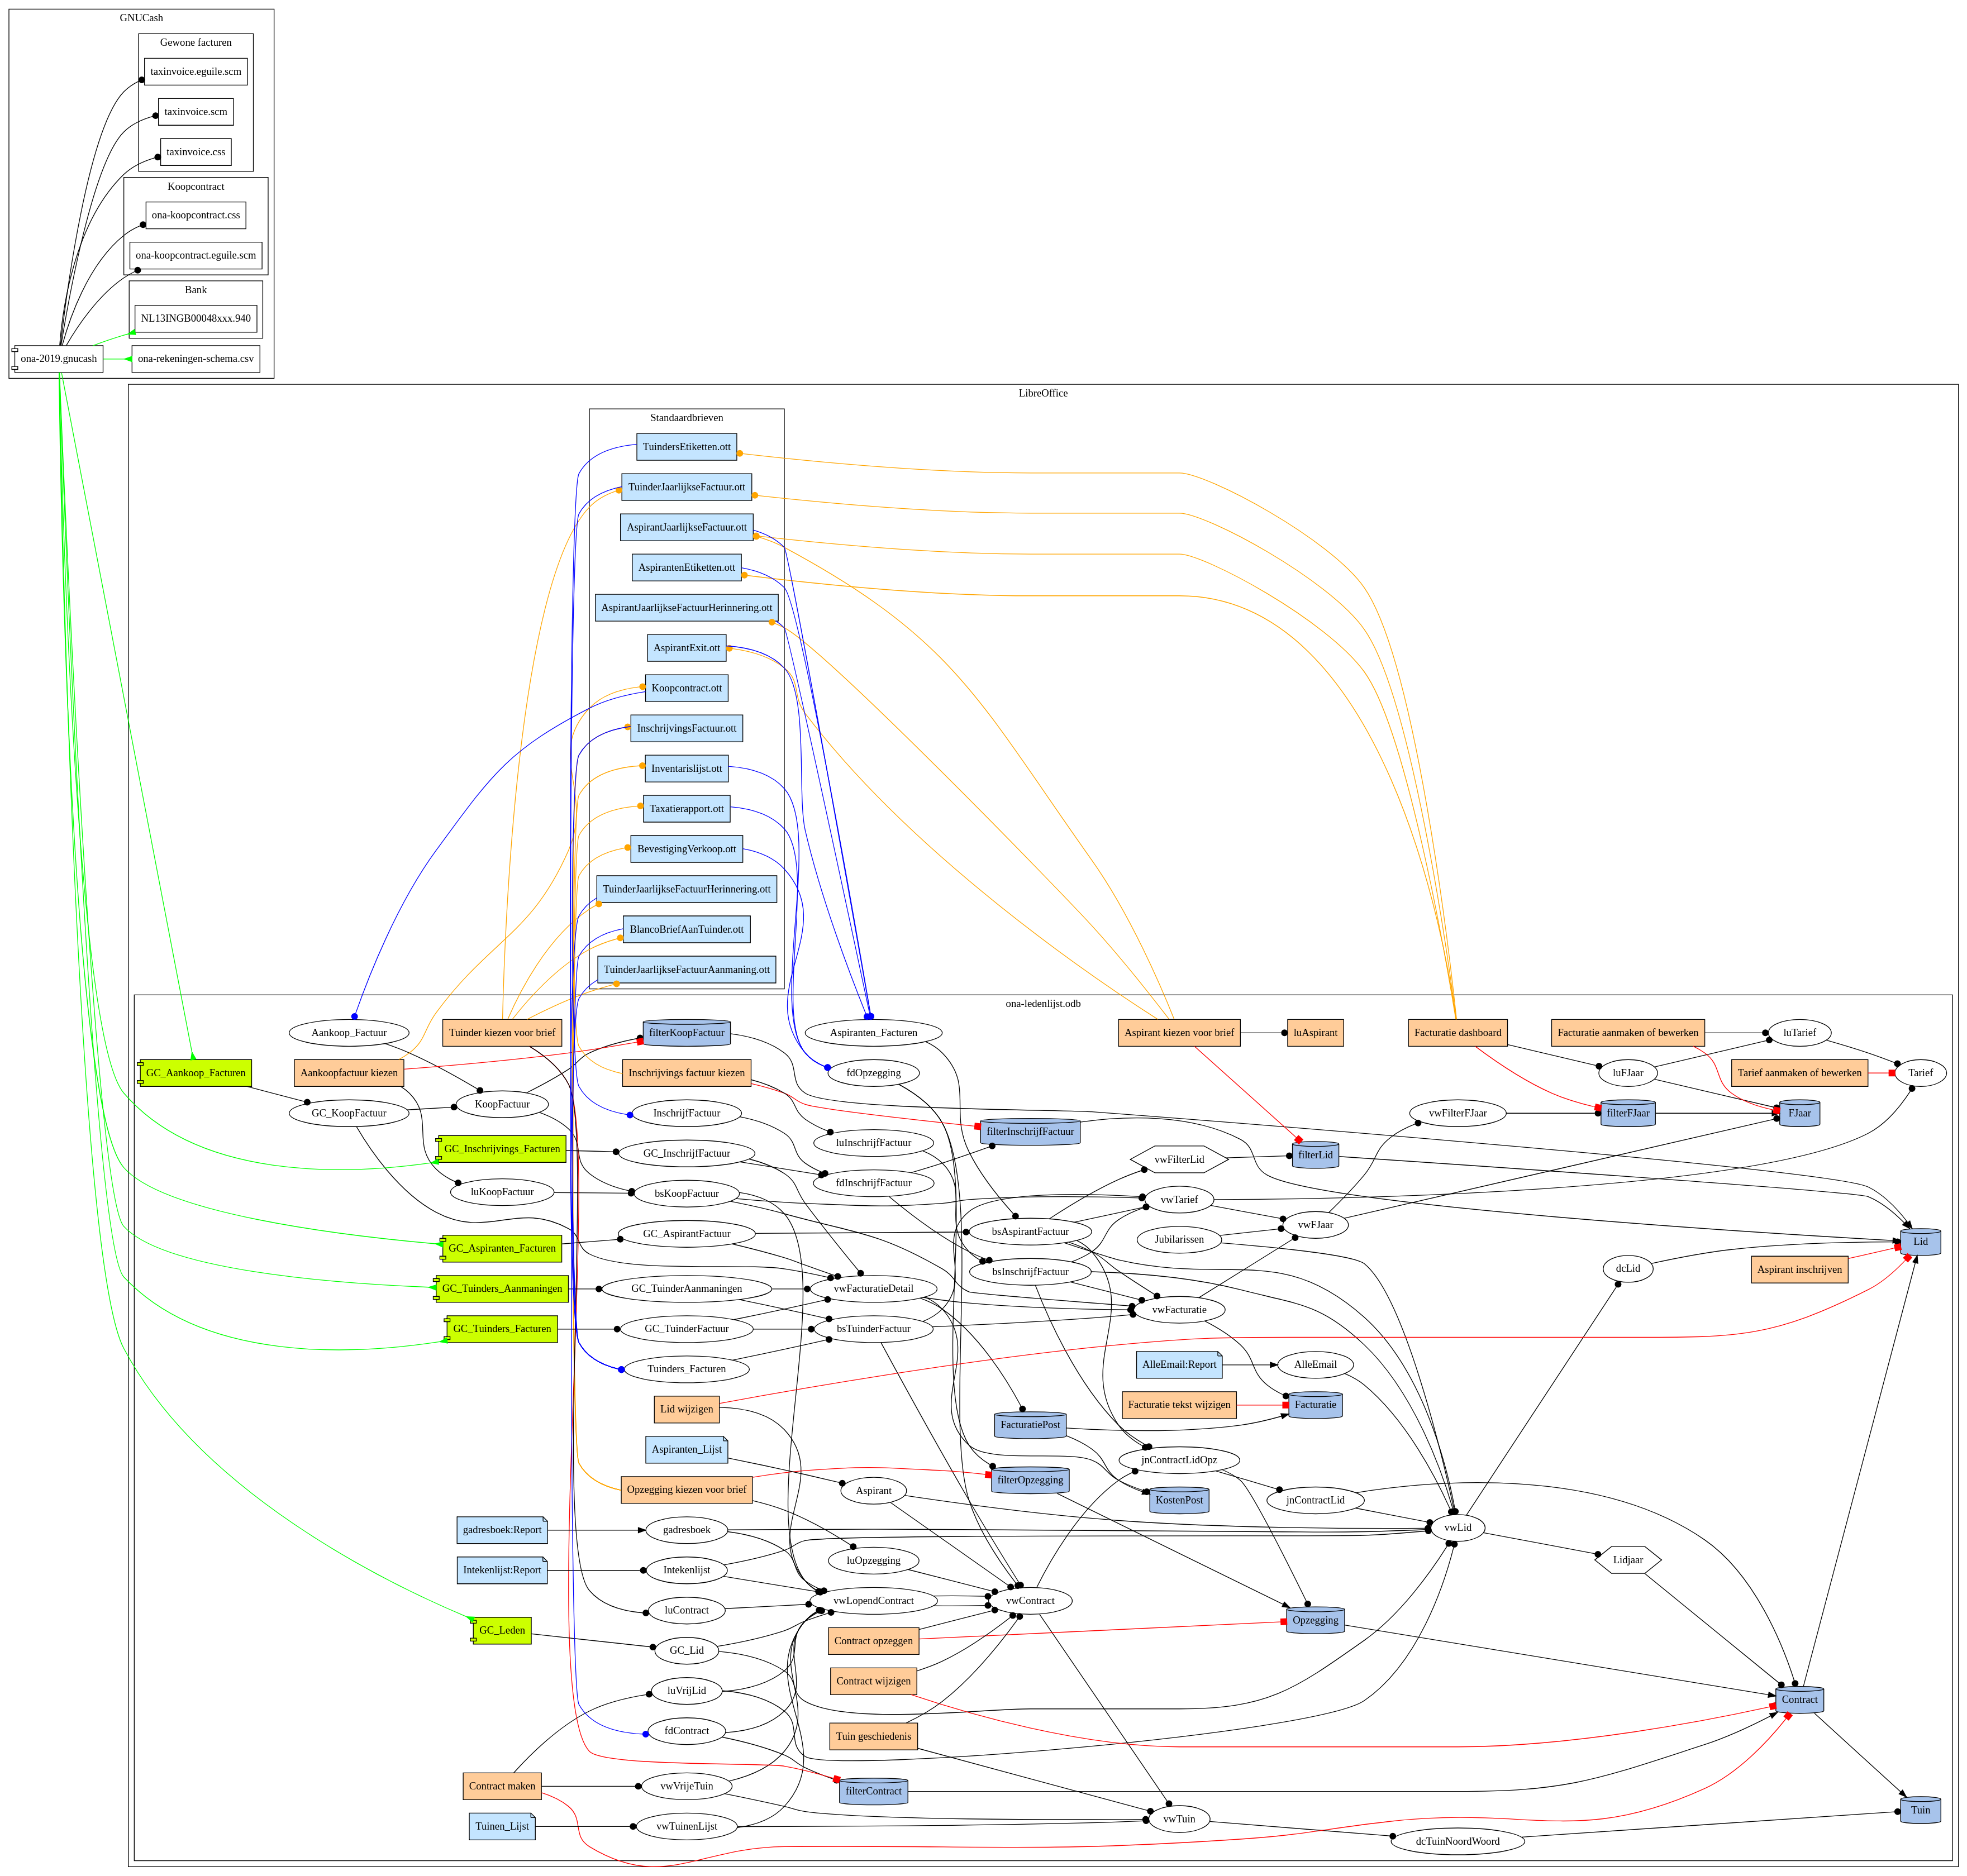 GNUCash
Gewone facturen
taxinvoice.eguile.scm
taxinvoice.scm
taxinvoice.css
Koopcontract
ona-koopcontract.css
ona-koopcontract.eguile.scm
Bank
NL13INGB00048xxx.940
ona-2019.gnucash
ona-rekeningen-schema.csv
LibreOffice
Standaardbrieven
TuindersEtiketten.ott
TuinderJaarlijkseFactuur.ott
AspirantJaarlijkseFactuur.ott
AspirantenEtiketten.ott
AspirantJaarlijkseFactuurHerinnering.ott
AspirantExit.ott
Koopcontract.ott
InschrijvingsFactuur.ott
Inventarislijst.ott
Taxatierapport.ott
BevestigingVerkoop.ott
TuinderJaarlijkseFactuurHerinnering.ott
BlancoBriefAanTuinder.ott
TuinderJaarlijkseFactuurAanmaning.ott
ona-ledenlijst.odb
Aankoop_Factuur
Tuinder kiezen voor brief
filterKoopFactuur
Aspiranten_Facturen
Aspirant kiezen voor brief
luAspirant
Facturatie dashboard
Facturatie aanmaken of bewerken
luTarief
GC_Aankoop_Facturen
Aankoopfactuur kiezen
Inschrijvings factuur kiezen
fdOpzegging
luFJaar
Tarief aanmaken of bewerken
Tarief
GC_KoopFactuur
KoopFactuur
InschrijfFactuur
filterInschrijfFactuur
vwFilterFJaar
filterFJaar
FJaar
GC_Inschrijvings_Facturen
GC_InschrijfFactuur
luInschrijfFactuur
vwFilterLid
filterLid
luKoopFactuur
bsKoopFactuur
fdInschrijfFactuur
vwTarief
vwFJaar
GC_Aspiranten_Facturen
GC_AspirantFactuur
bsAspirantFactuur
Jubilarissen
Lid
bsInschrijfFactuur
dcLid
Aspirant inschrijven
GC_Tuinders_Aanmaningen
GC_TuinderAanmaningen
vwFacturatieDetail
vwFacturatie
GC_Tuinders_Facturen
GC_TuinderFactuur
bsTuinderFactuur
Tuinders_Facturen
AlleEmail:Report
AlleEmail
Lid wijzigen
Facturatie tekst wijzigen
Facturatie
FacturatiePost
Aspiranten_Lijst
jnContractLidOpz
Opzegging kiezen voor brief
Aspirant
filterOpzegging
KostenPost
jnContractLid
gadresboek:Report
gadresboek
vwLid
luOpzegging
Lidjaar
Intekenlijst:Report
Intekenlijst
luContract
vwLopendContract
vwContract
Opzegging
GC_Leden
GC_Lid
Contract opzeggen
Contract wijzigen
luVrijLid
Contract
fdContract
Tuin geschiedenis
Contract maken
vwVrijeTuin
filterContract
Tuinen_Lijst
vwTuinenLijst
vwTuin
dcTuinNoordWoord
Tuin